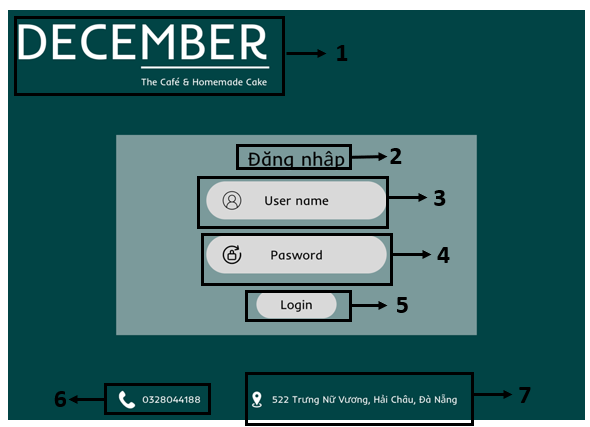 DECEMBER
1
The Café & Homemade Cake
Đăng nhâp
2
User name
3
Pasword
4
Login
5
6
0328044188
522 Trưng Nữ Vương, Hải Châu, Đà Nẵng
7